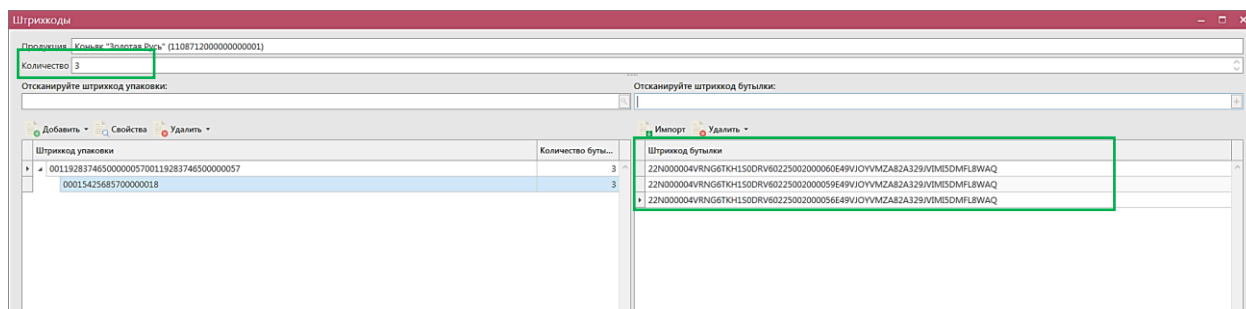 Штрихкоды
Продукция Коньяк "Золотая Русь" (1108712000000000001)
Количество 3
Отсканируйте штрихкод упаковки:
Отсканируйте штрихкод бутылки:
Добавить Свойства Удалить
Импорт Удалить
Штрихкод упаковки Количество буты...
Штрихкод бутылки
0011928374650000005700119283746500000057 3
00015425685700000018 3
22N000004VRNG6TKH1S0DRV60225002000060E49VJOYVMZA82A329JVIMI5DMFL8WAQ
22N000004VRNG6TKH1S0DRV60225002000059E49VJOYVMZA82A329JVIMI5DMFL8WAQ
22N000004VRNG6TKH1S0DRV60225002000056E49VJOYVMZA82A329JVIMI5DMFL8WAQ